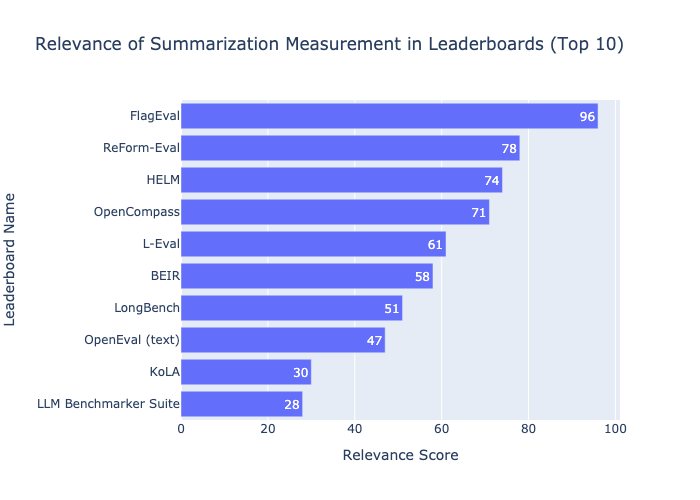 Relevance of Summarization Measurement in Leaderboards (Top 10)
Leaderboard Name
FlagEval 96
ReForm-Eval 78
HELM 74
OpenCompass 71
L-Eval 61
BEIR 58
LongBench 51
OpenEval (text) 47
KoLA 30
LLM Benchmarker Suite 28
0 20 40 60 80 100
Relevance Score